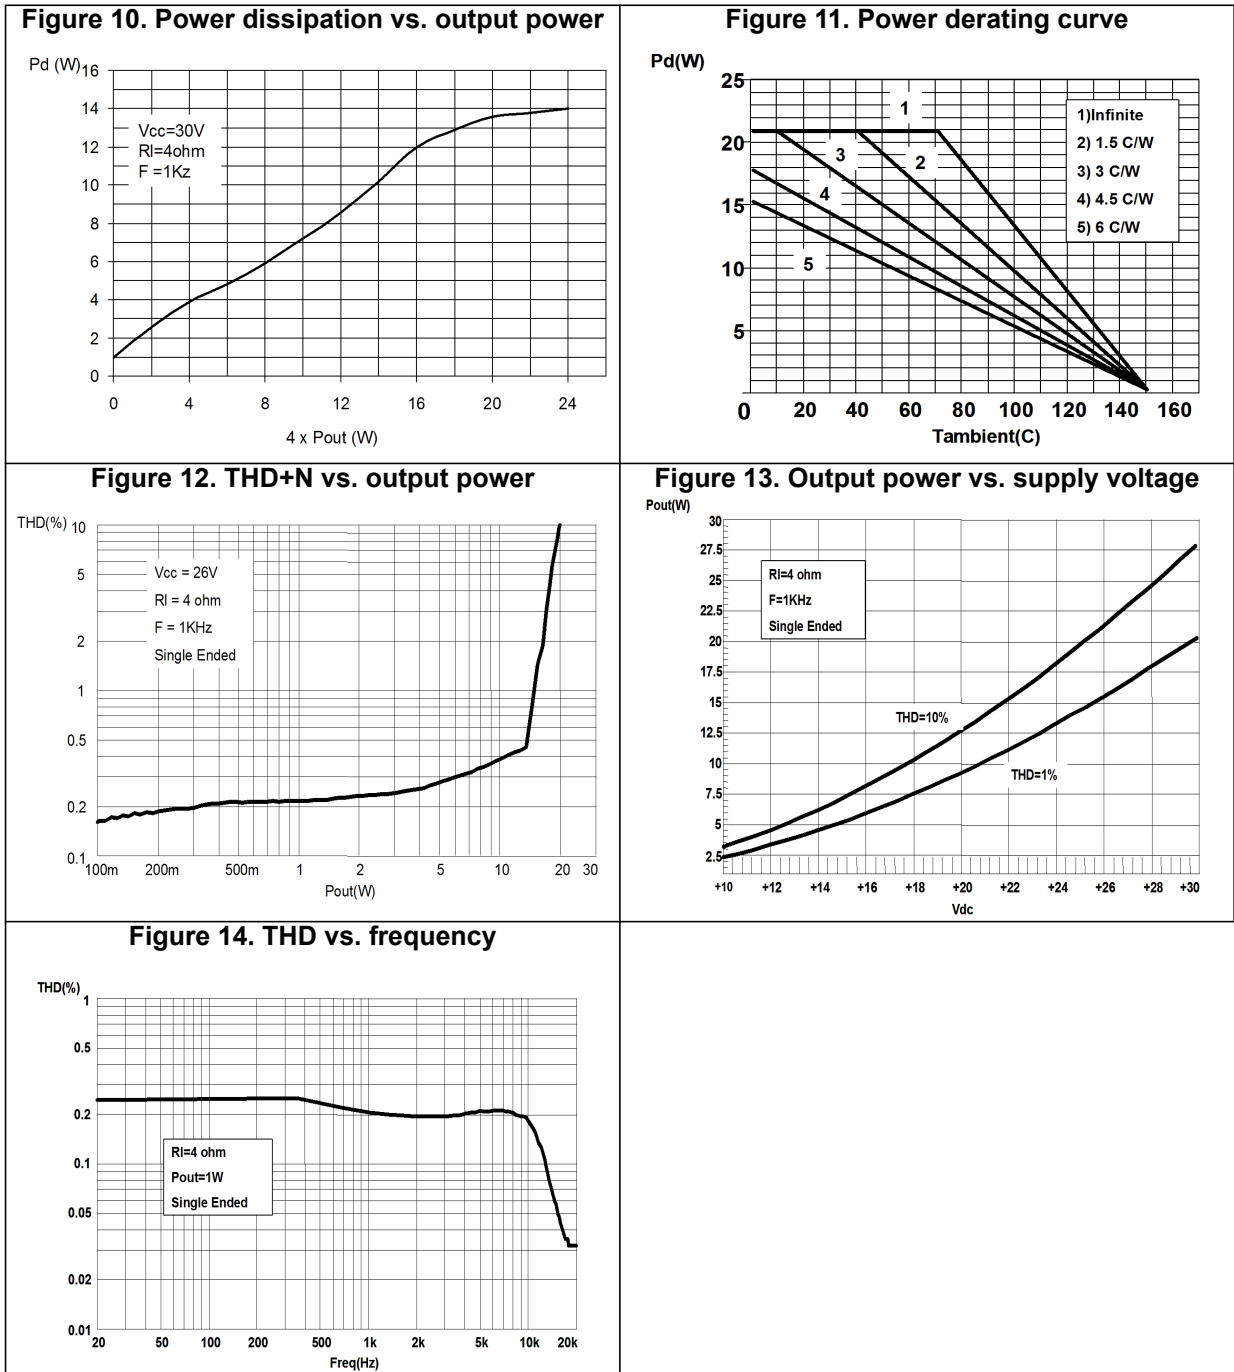 Figure 10. Power dissipation vs. output power
Pd (W)
16
14
12
10
8
6
4
2
0
Vcc=30V
Rl=4ohm
F =1Kz
0 4 8 12 16 20 24
4 x Pout (W)
Figure 11. Power derating curve
Pd(W)
25
20
15
10
5
0
1
2
3
4
5
1)Infinite
2) 1.5 C/W
3) 3 C/W
4) 4.5 C/W
5) 6 C/W
20 40 60 80 100 120 140 160
Tambient(C)
Figure 12. THD+N vs. output power
THD(%)
10
5
2
1
0.5
0.2
0.1
Vcc = 26V
Rl = 4 ohm
F = 1KHz
Single Ended
100m 200m 500m 1 2 5 10 20 30
Pout(W)
Figure 13. Output power vs. supply voltage
Pout(W)
30
27.5
25
22.5
20
17.5
15
12.5
10
7.5
5
2.5
Rl=4 ohm
F=1KHz
Single Ended
THD=10%
THD=1%
+10 +12 +14 +16 +18 +20 +22 +24 +26 +28 +30
Vdc
Figure 14. THD vs. frequency
THD(%)
1
0.5
0.2
0.1
0.05
0.02
0.01
Rl=4 ohm
Pout=1W
Single Ended
20 50 100 200 500 1k 2k 5k 10k 20k
Freq(Hz)